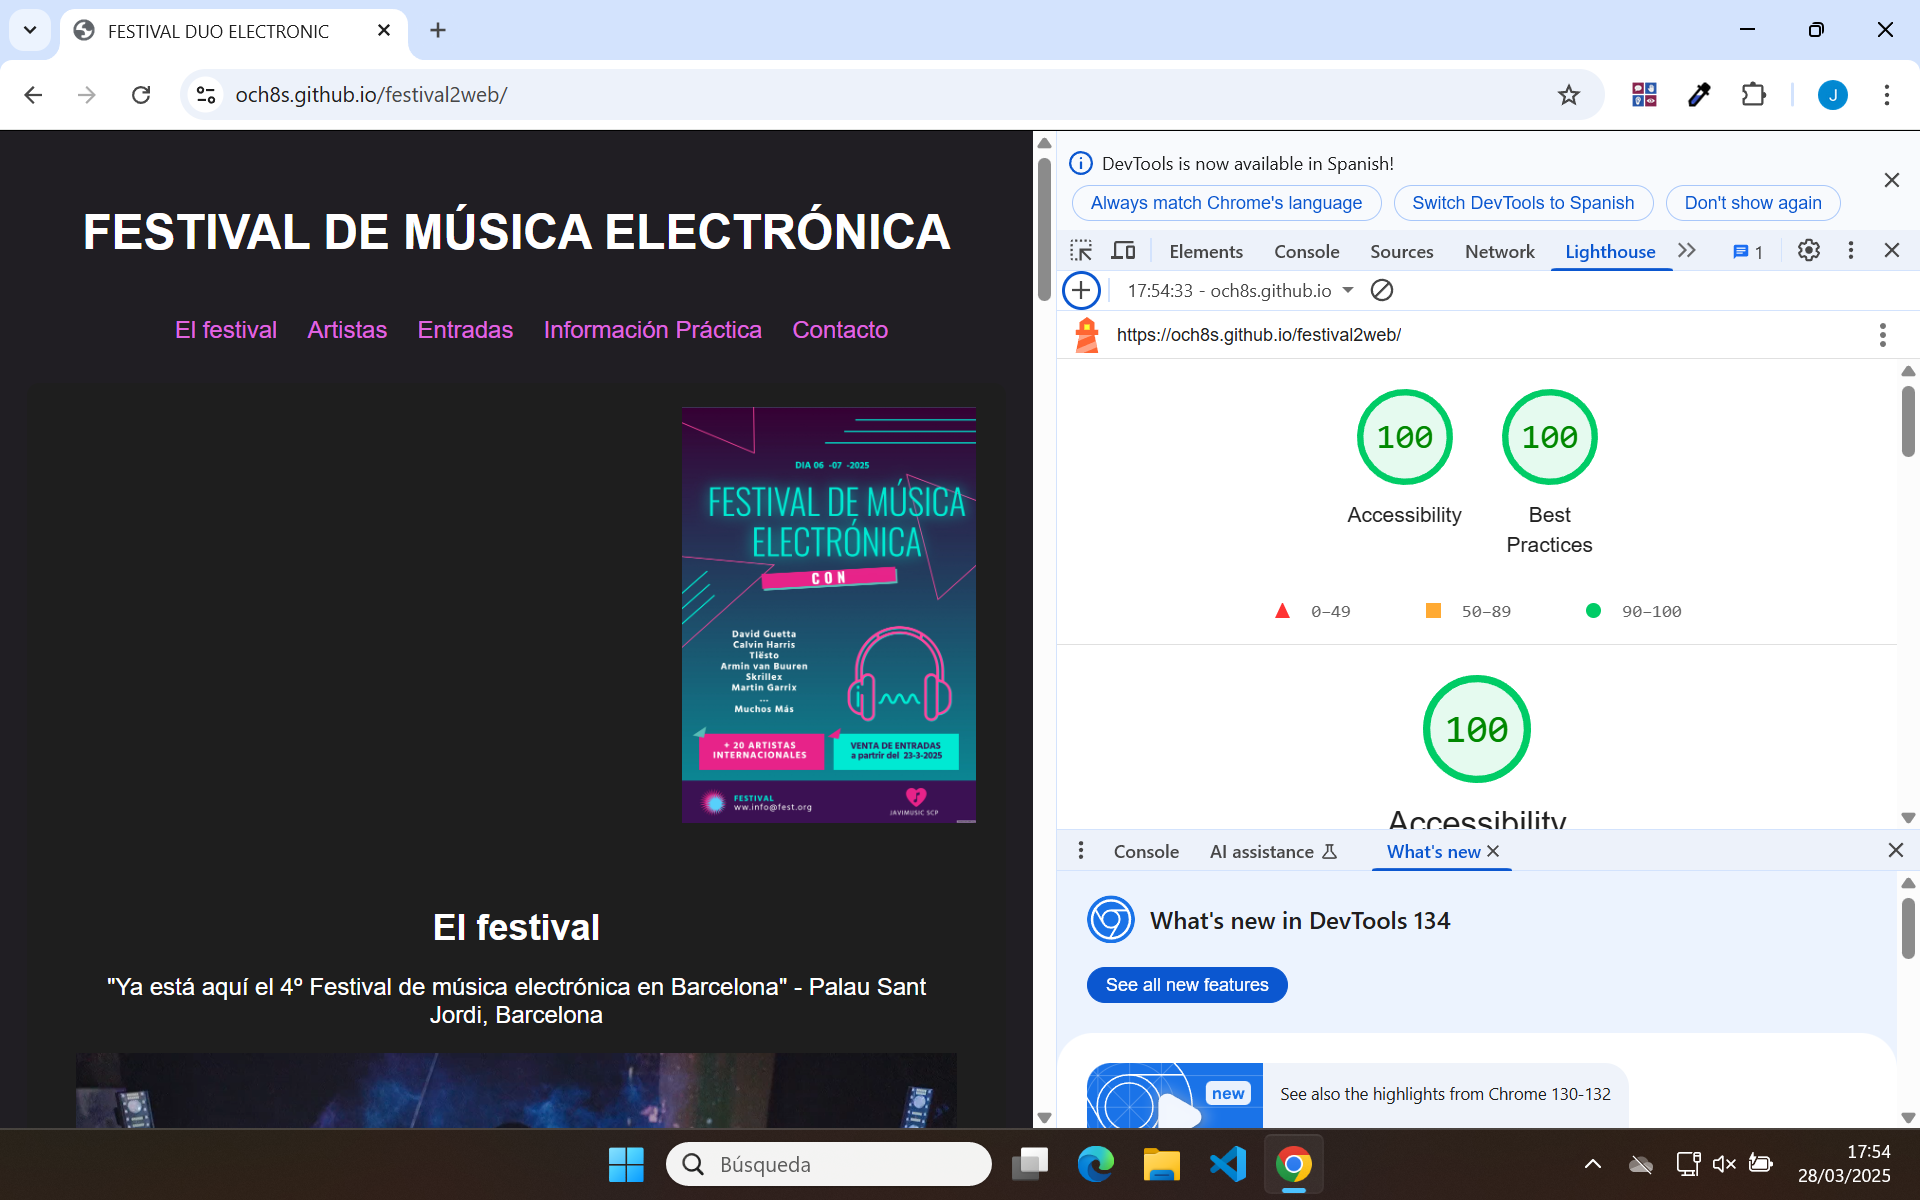 FESTIVAL DUO ELECTRONIC
och8s.github.io/festival2web/
J
FESTIVAL DE MÚSICA ELECTRÓNICA
El festival Artistas Entradas Información Práctica Contacto
DIA 06 -07 -2025
FESTIVAL DE MÚSICA
ELECTRÓNICA
CON
David Guetta
Calvin Harris
TIësto
Armin van Buuren
Skrillex
Martin Garrix
...
Muchos Más
+ 20 ARTISTAS
INTERNACIONALES
VENTA DE ENTRADAS
a partrir del 23-3-2025
FESTIVAL
ww.info@fest.org
JAVIMUSIC SCP
El festival
"Ya está aquí el 4º Festival de música electrónica en Barcelona" - Palau Sant
Jordi, Barcelona
DevTools is now available in Spanish!
Always match Chrome's language Switch DevTools to Spanish Don't show again
Elements Console Sources Network Lighthouse 1
17:54:33 - och8s.github.io
https://och8s.github.io/festival2web/
100 100
Accessibility Best
Practices
0–49 50–89 90–100
100
Accessibility
Console AI assistance What's new
What's new in DevTools 134
See all new features
new
See also the highlights from Chrome 130-132
Búsqueda
17:54
28/03/2025